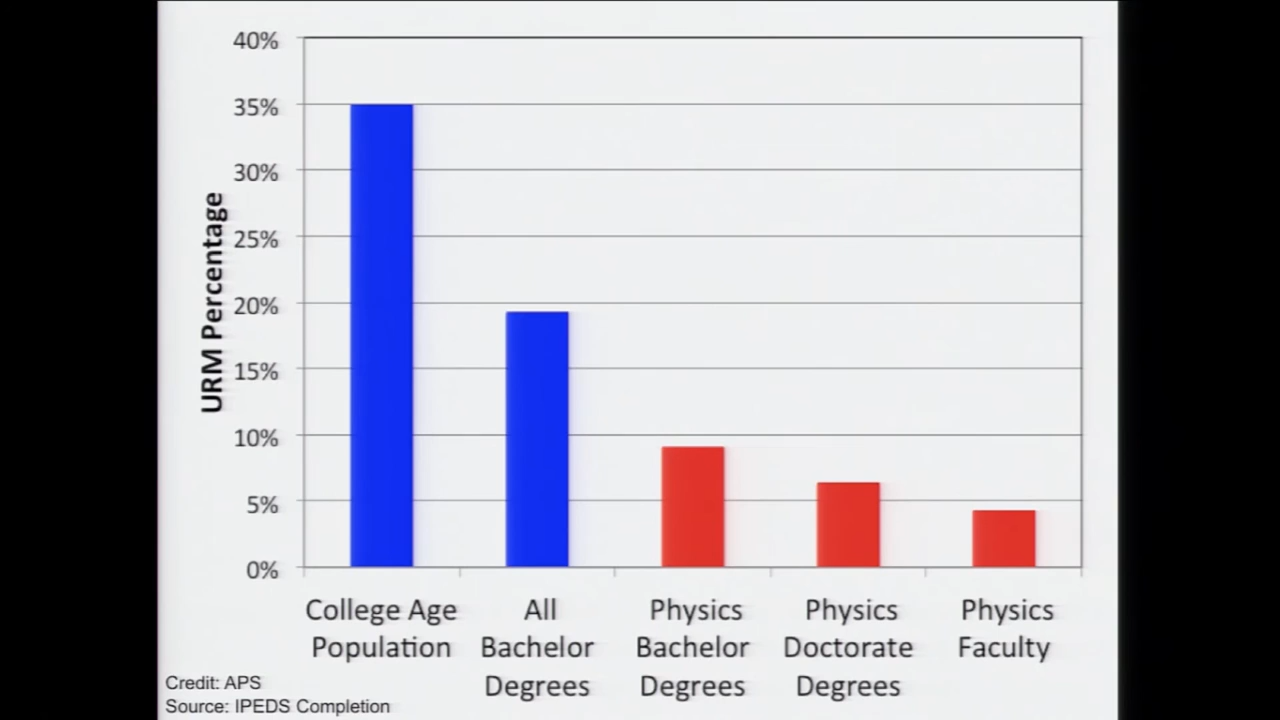 40%
35%
30%
25%
20%
15%
10%
5%
0%
URM Percentage
College Age
Population
All
Bachelor
Degrees
Physics
Bachelor
Degrees
Physics
Doctorate
Degrees
Physics
Faculty
Credit: APS
Source: IPEDS Completion